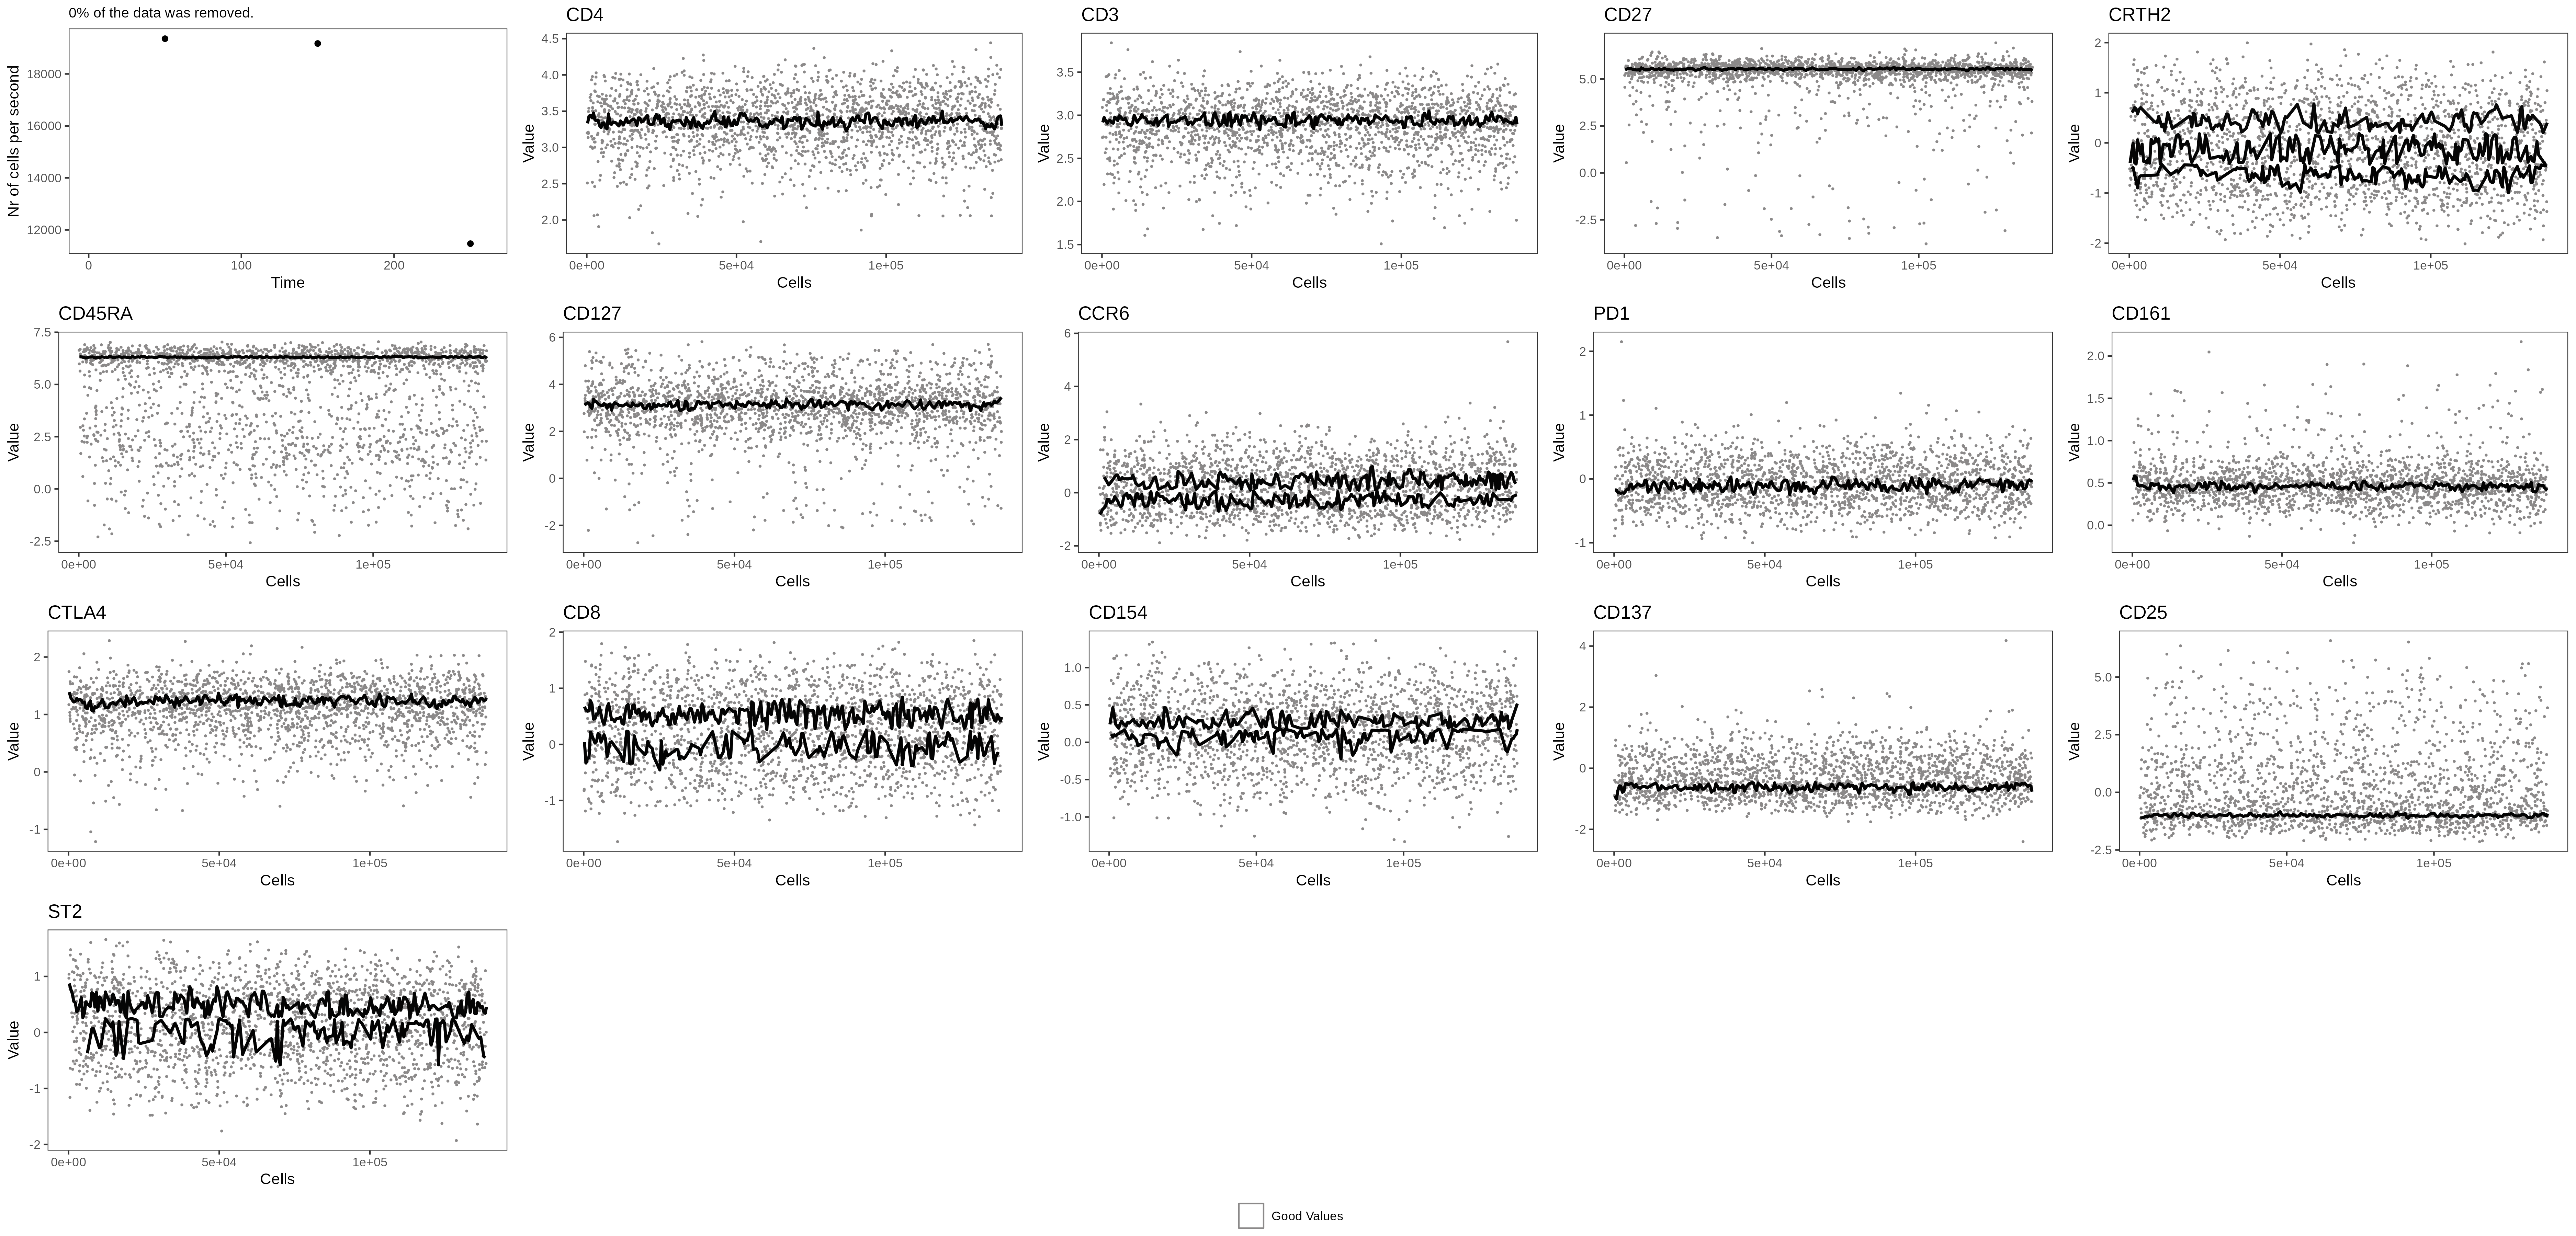 0% of the data was removed.
Nr of cells per second
18000
16000
14000
12000
0 100 200
Time
CD4
Value
4.5
4.0
3.5
3.0
2.5
2.0
0e+00 5e+04 1e+05
Cells
CD3
Value
3.5
3.0
2.5
2.0
1.5
0e+00 5e+04 1e+05
Cells
CD27
Value
5.0
2.5
0.0
-2.5
0e+00 5e+04 1e+05
Cells
CRTH2
Value
2
1
0
-1
-2
0e+00 5e+04 1e+05
Cells
CD45RA
Value
7.5
5.0
2.5
0.0
-2.5
0e+00 5e+04 1e+05
Cells
CD127
Value
6
4
2
0
-2
0e+00 5e+04 1e+05
Cells
CCR6
Value
6
4
2
0
-2
0e+00 5e+04 1e+05
Cells
PD1
Value
2
1
0
-1
0e+00 5e+04 1e+05
Cells
CD161
Value
2.0
1.5
1.0
0.5
0.0
0e+00 5e+04 1e+05
Cells
CTLA4
Value
2
1
0
-1
0e+00 5e+04 1e+05
Cells
CD8
Value
2
1
0
-1
0e+00 5e+04 1e+05
Cells
CD154
Value
1.0
0.5
0.0
-0.5
-1.0
0e+00 5e+04 1e+05
Cells
CD137
Value
4
2
0
-2
0e+00 5e+04 1e+05
Cells
CD25
Value
5.0
2.5
0.0
-2.5
0e+00 5e+04 1e+05
Cells
ST2
Value
1
0
-1
-2
0e+00 5e+04 1e+05
Cells
Good Values